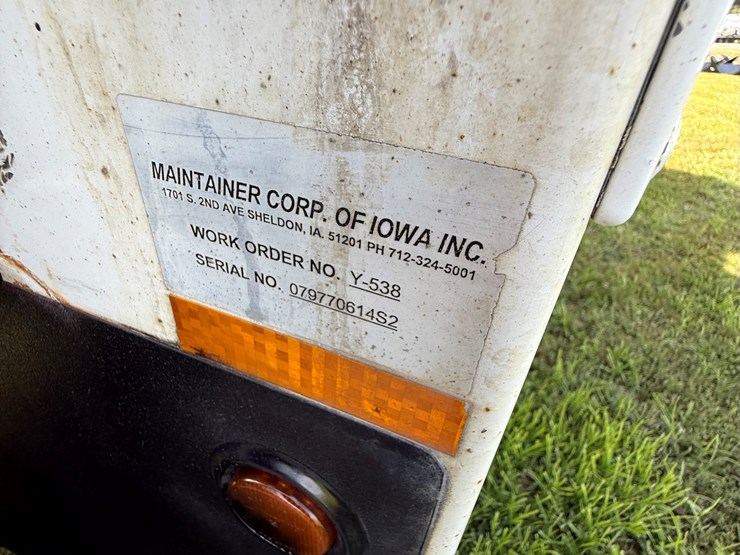 MAINTAINER CORP. OF IOWA INC.
1701 S. 2ND AVE SHELDON, IA. 51201 PH 712-324-5001
WORK ORDER NO. Y-538
SERIAL NO. 079770614S2